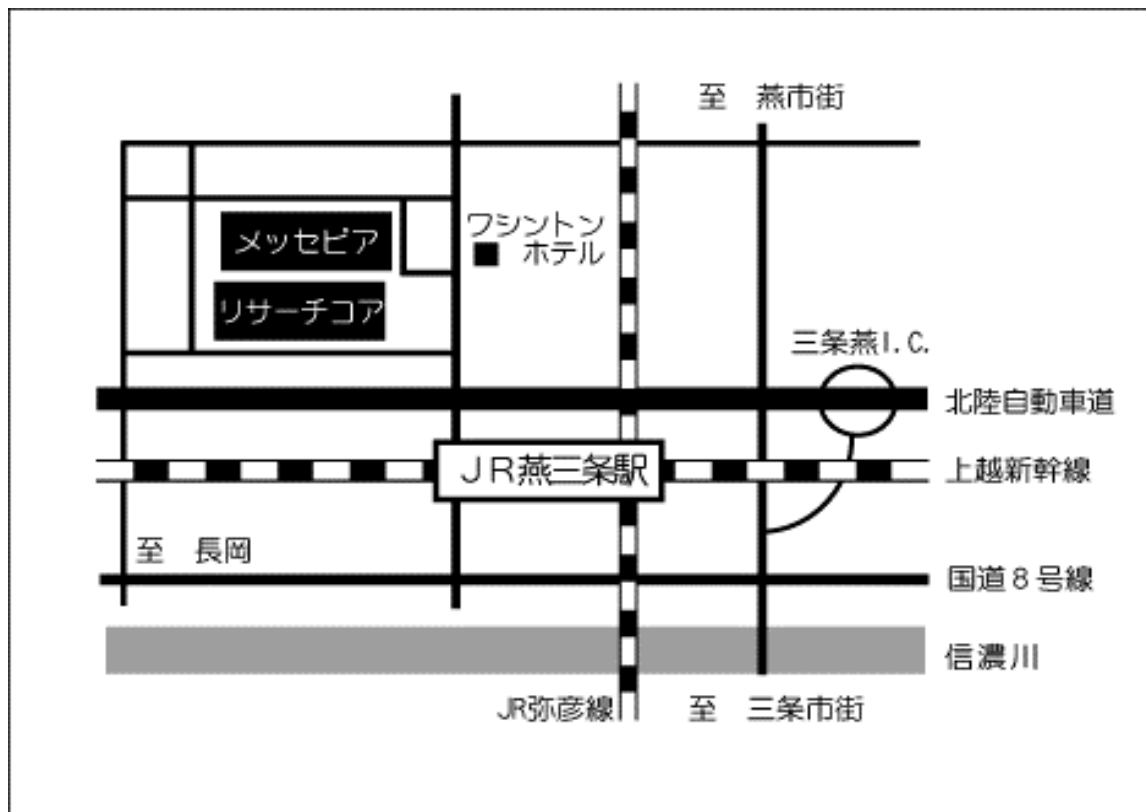 至　燕市街
ワシントン
ホテル
メッセピア
リサーチコア
三条燕I.C.
北陸自動車道
JR燕三条駅
上越新幹線
至　長岡
国道8号線
信濃川
JR弥彦線
至　三条市街